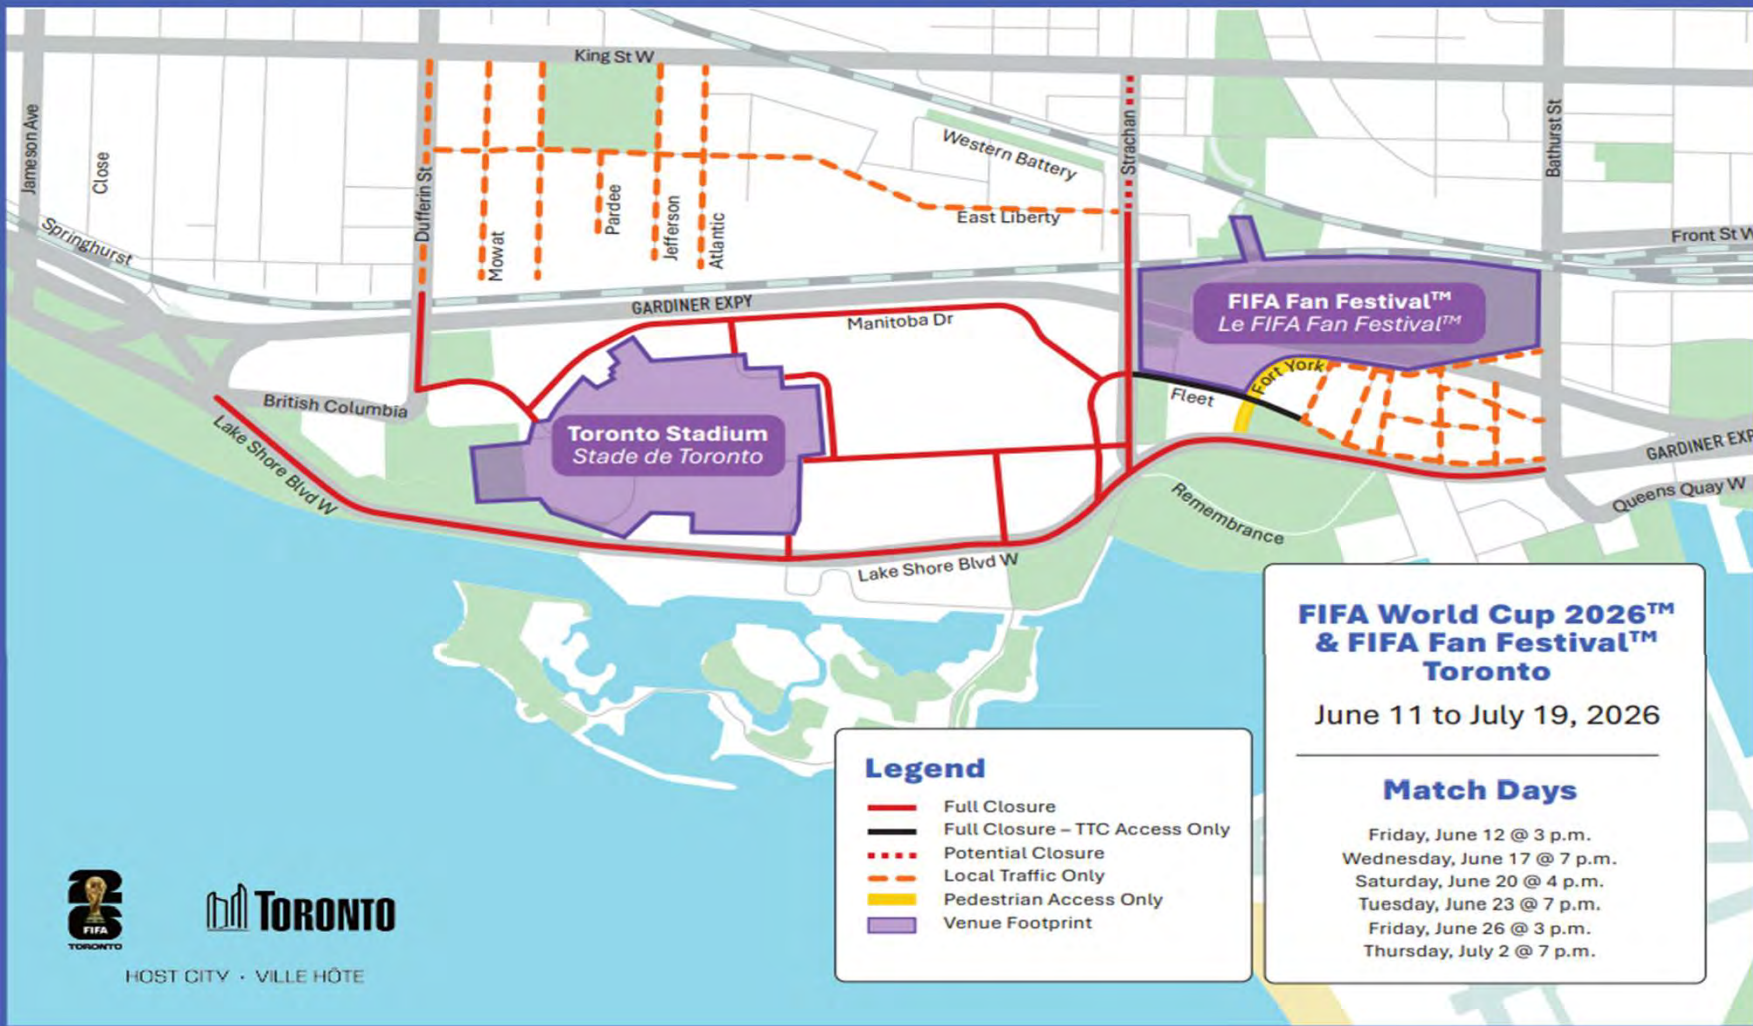 King St W
Jameson Ave
Close
Dufferin St
Mowat
Pardee
Jefferson
Atlantic
Western Battery
East Liberty
Strachan
Bathurst St
Front St W
Springhurst
GARDINER EXPY
Manitoba Dr
FIFA Fan Festival™
Le FIFA Fan Festival™
Fort York
Fleet
British Columbia
Lake Shore Blvd W
Toronto Stadium
Stade de Toronto
GARDINER EXP
Queens Quay W
Remembrance
Lake Shore Blvd W
FIFA World Cup 2026™
& FIFA Fan Festival™
Toronto
June 11 to July 19, 2026
Match Days
Friday, June 12 @ 3 p.m.
Wednesday, June 17 @ 7 p.m.
Saturday, June 20 @ 4 p.m.
Tuesday, June 23 @ 7 p.m.
Friday, June 26 @ 3 p.m.
Thursday, July 2 @ 7 p.m.
Legend
Full Closure
Full Closure – TTC Access Only
Potential Closure
Local Traffic Only
Pedestrian Access Only
Venue Footprint
26
FIFA
TORONTO
TORONTO
HOST CITY · VILLE HÔTE